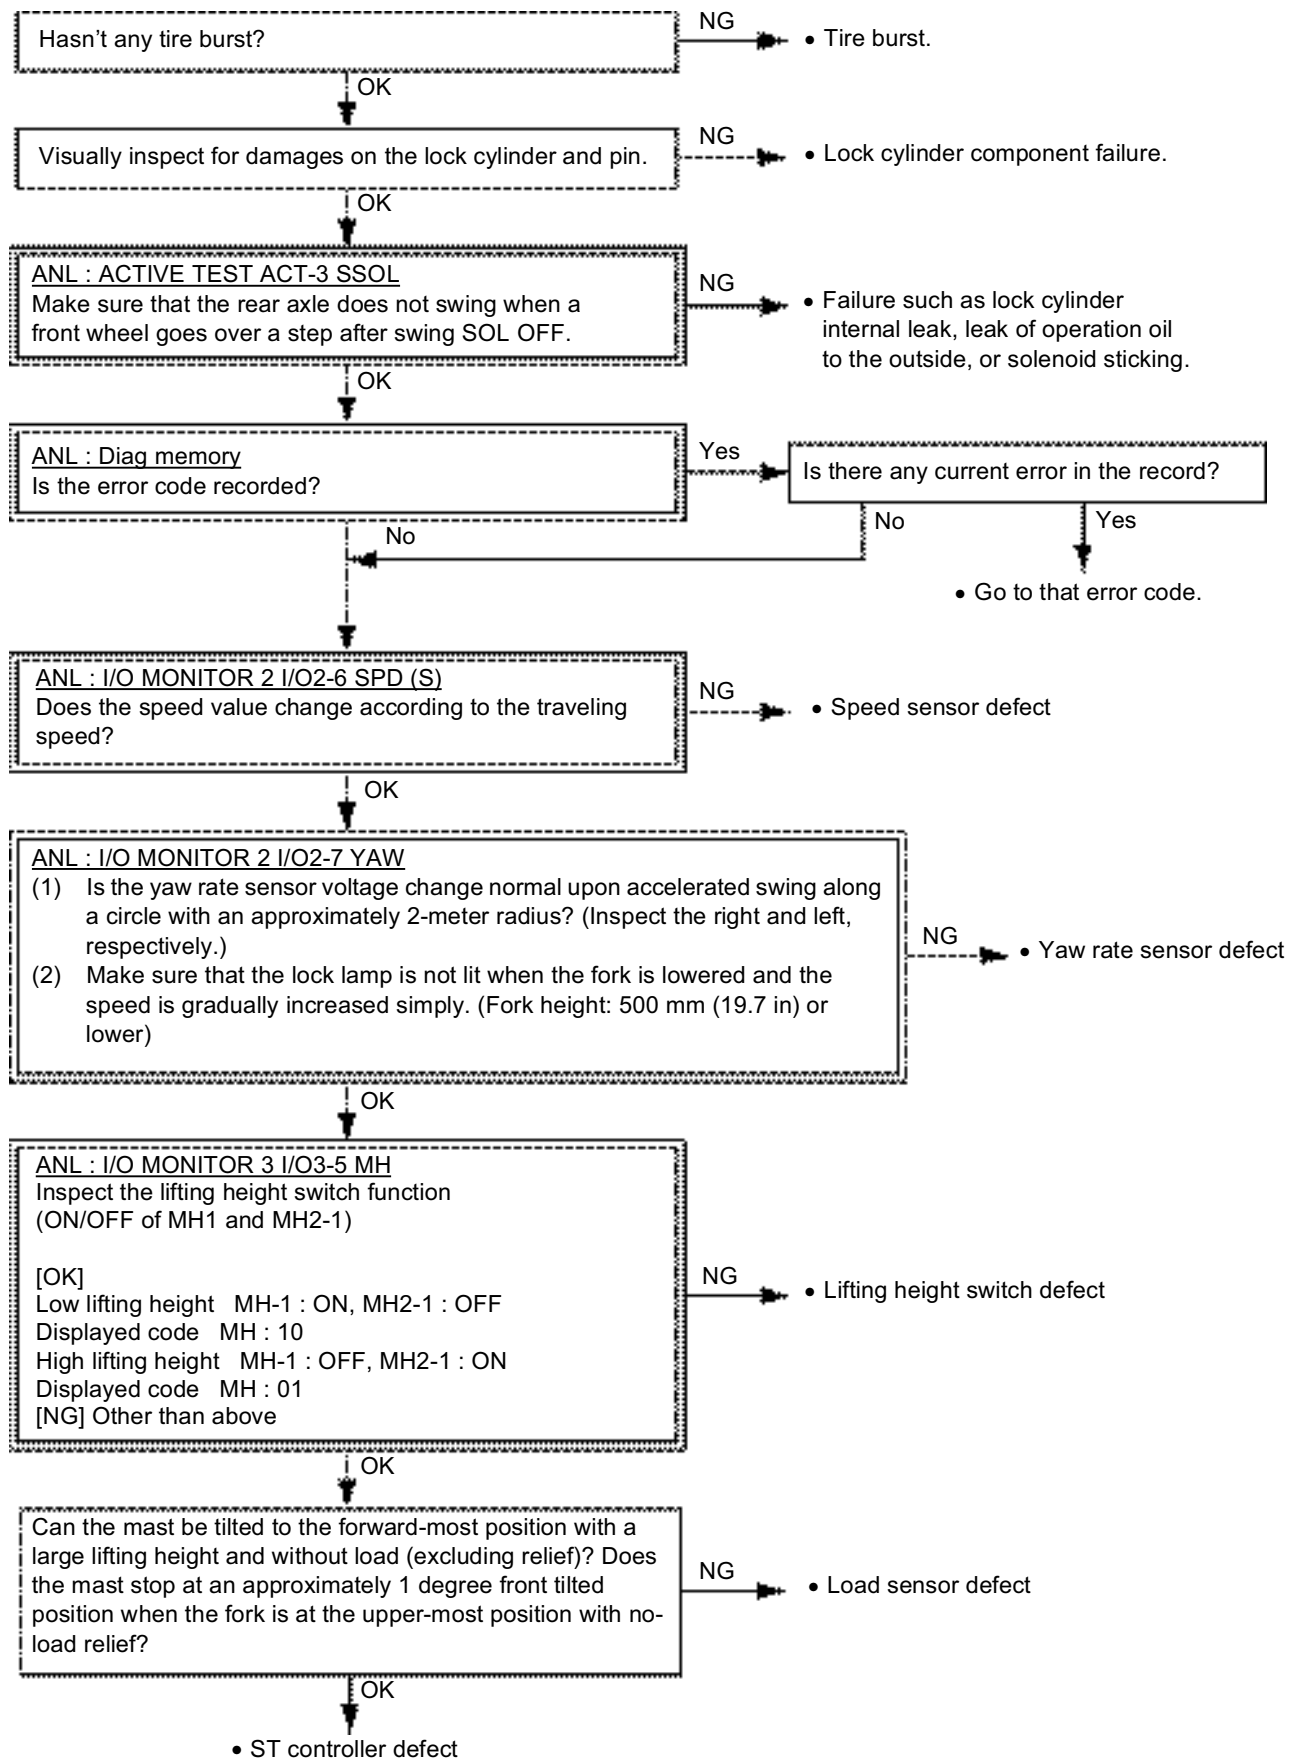 Hasn’t any tire burst?
NG
• Tire burst.
OK
Visually inspect for damages on the lock cylinder and pin.
NG
• Lock cylinder component failure.
OK
ANL : ACTIVE TEST ACT-3 SSOL
Make sure that the rear axle does not swing when a
front wheel goes over a step after swing SOL OFF.
NG
• Failure such as lock cylinder
internal leak, leak of operation oil
to the outside, or solenoid sticking.
OK
ANL : Diag memory
Is the error code recorded?
Yes
Is there any current error in the record?
No
No
Yes
• Go to that error code.
ANL : I/O MONITOR 2 I/O2-6 SPD (S)
Does the speed value change according to the traveling
speed?
NG
• Speed sensor defect
OK
ANL : I/O MONITOR 2 I/O2-7 YAW
(1) Is the yaw rate sensor voltage change normal upon accelerated swing along
a circle with an approximately 2-meter radius? (Inspect the right and left,
respectively.)
(2) Make sure that the lock lamp is not lit when the fork is lowered and the
speed is gradually increased simply. (Fork height: 500 mm (19.7 in) or
lower)
NG
• Yaw rate sensor defect
OK
ANL : I/O MONITOR 3 I/O3-5 MH
Inspect the lifting height switch function
(ON/OFF of MH1 and MH2-1)
[OK]
Low lifting height MH-1 : ON, MH2-1 : OFF
Displayed code MH : 10
High lifting height MH-1 : OFF, MH2-1 : ON
Displayed code MH : 01
[NG] Other than above
NG
• Lifting height switch defect
OK
Can the mast be tilted to the forward-most position with a
large lifting height and without load (excluding relief)? Does
the mast stop at an approximately 1 degree front tilted
position when the fork is at the upper-most position with no-
load relief?
NG
• Load sensor defect
OK
• ST controller defect